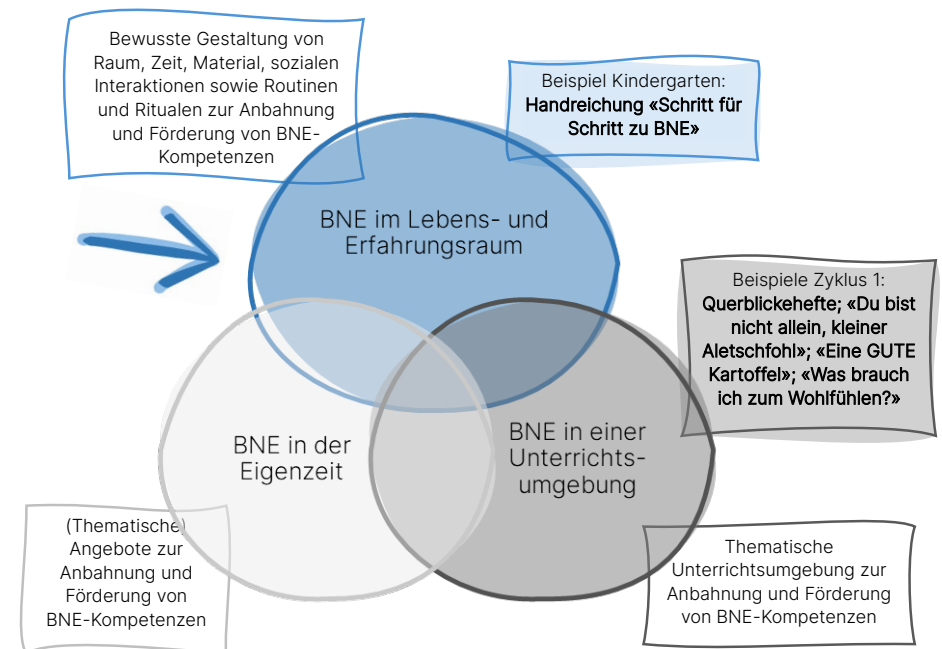 Bewusste Gestaltung von
Raum, Zeit, Material, sozialen
Interaktionen sowie Routinen
und Ritualen zur Anbahnung
und Förderung von BNE-
Kompetenzen
Beispiel Kindergarten:
Handreichung «Schritt für
Schritt zu BNE»
BNE im Lebens- und
Erfahrungsraum
Beispiele Zyklus 1:
Querblickehefte; «Du bist
nicht allein, kleiner
Aletschfohl»; «Eine GUTE
Kartoffel»; «Was brauch
ich zum Wohlfühlen?»
BNE in der
Eigenzeit
BNE in einer
Unterrichts-
umgebung
(Thematische)
Angebote zur
Anbahnung und
Förderung von
BNE-Kompetenzen
Thematische
Unterrichtsumgebung zur
Anbahnung und Förderung
von BNE-Kompetenzen